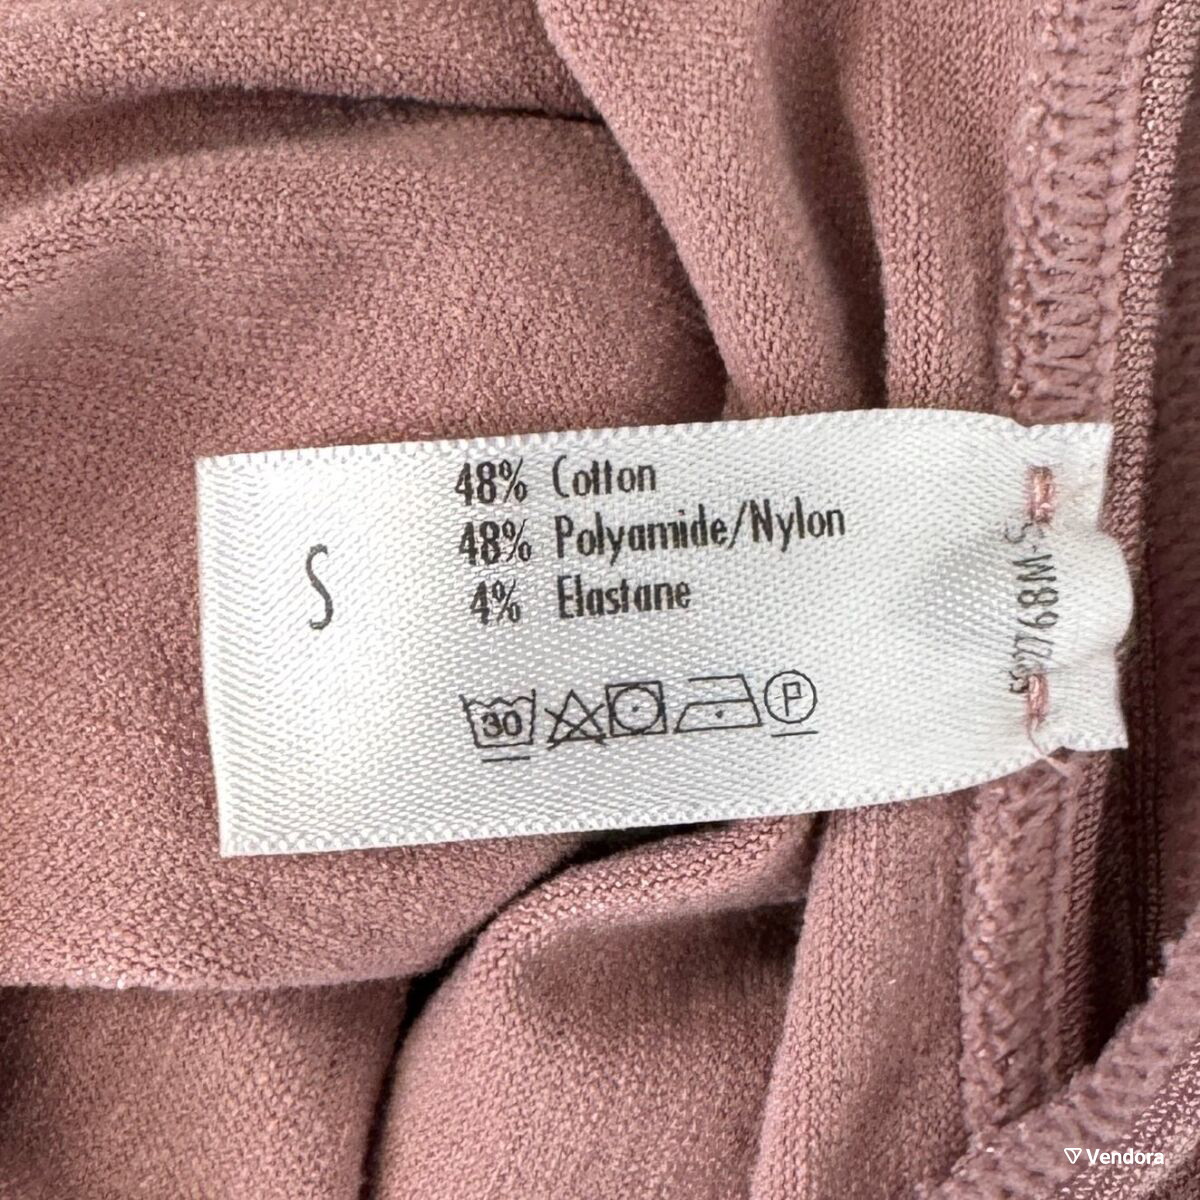 S
48% Cotton
48% Polyamide/Nylon
4% Elastane
30
P
Vendora